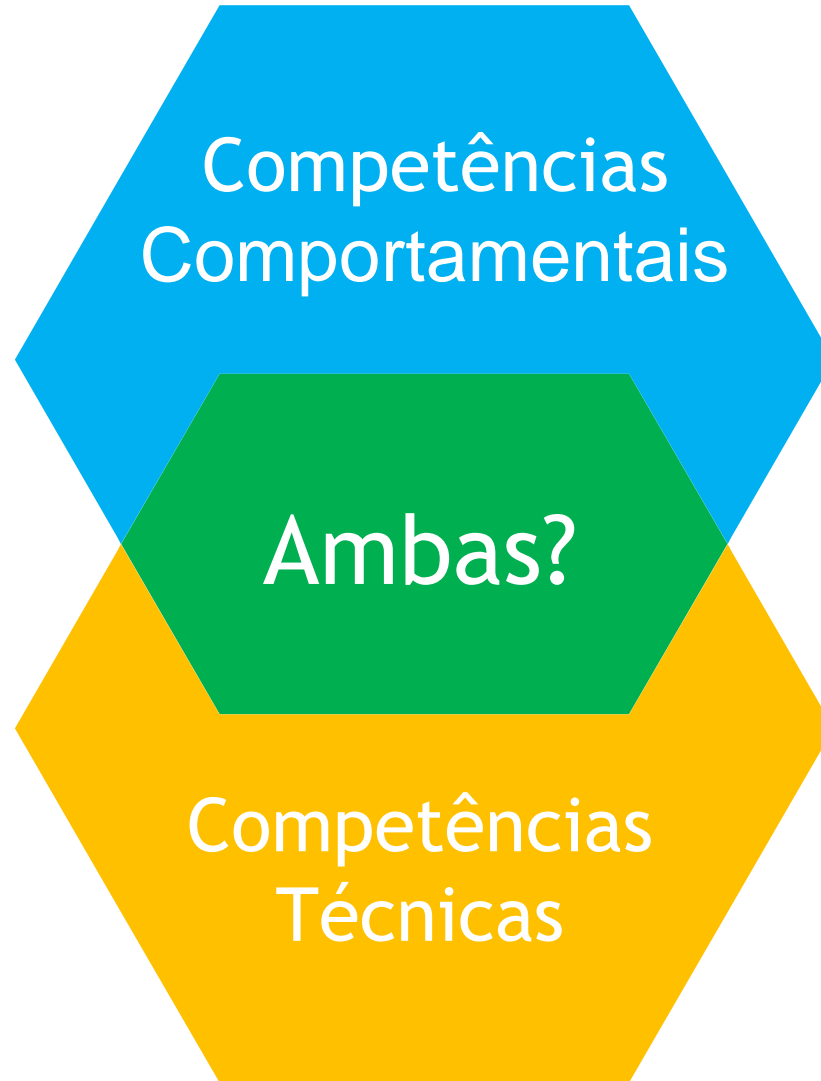 Competências
Comportamentais
Ambas?
Competências
Técnicas